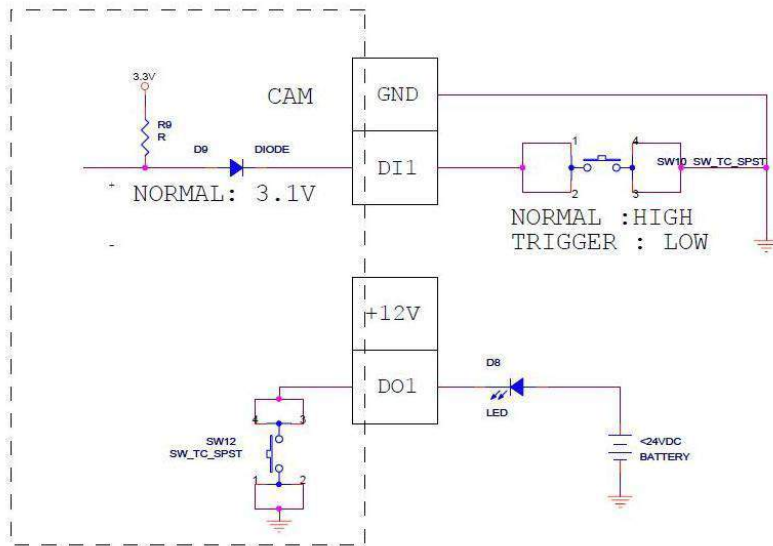 3.3V
R9
R
CAM
GND
D9
DIODE
DI1
+
NORMAL: 3.1V
-
1
4
SW10 SW_TC_SPST
2
3
NORMAL :HIGH
TRIGGER : LOW
+12V
D8
DO1
LED
4
3
SW12
SW_TC_SPST
1
2
<24VDC
BATTERY